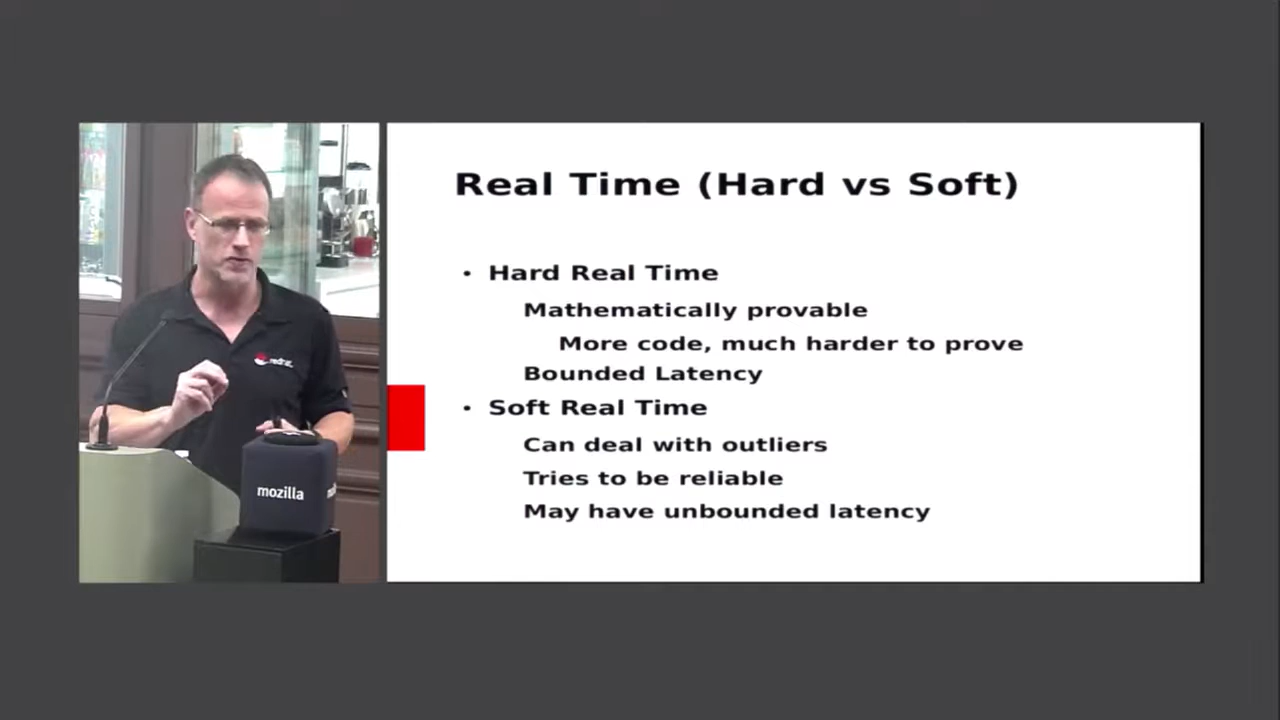 Real Time (Hard vs Soft)
• Hard Real Time
Mathematically provable
More code, much harder to prove
Bounded Latency
• Soft Real Time
Can deal with outliers
Tries to be reliable
May have unbounded latency
redhat
mozilla